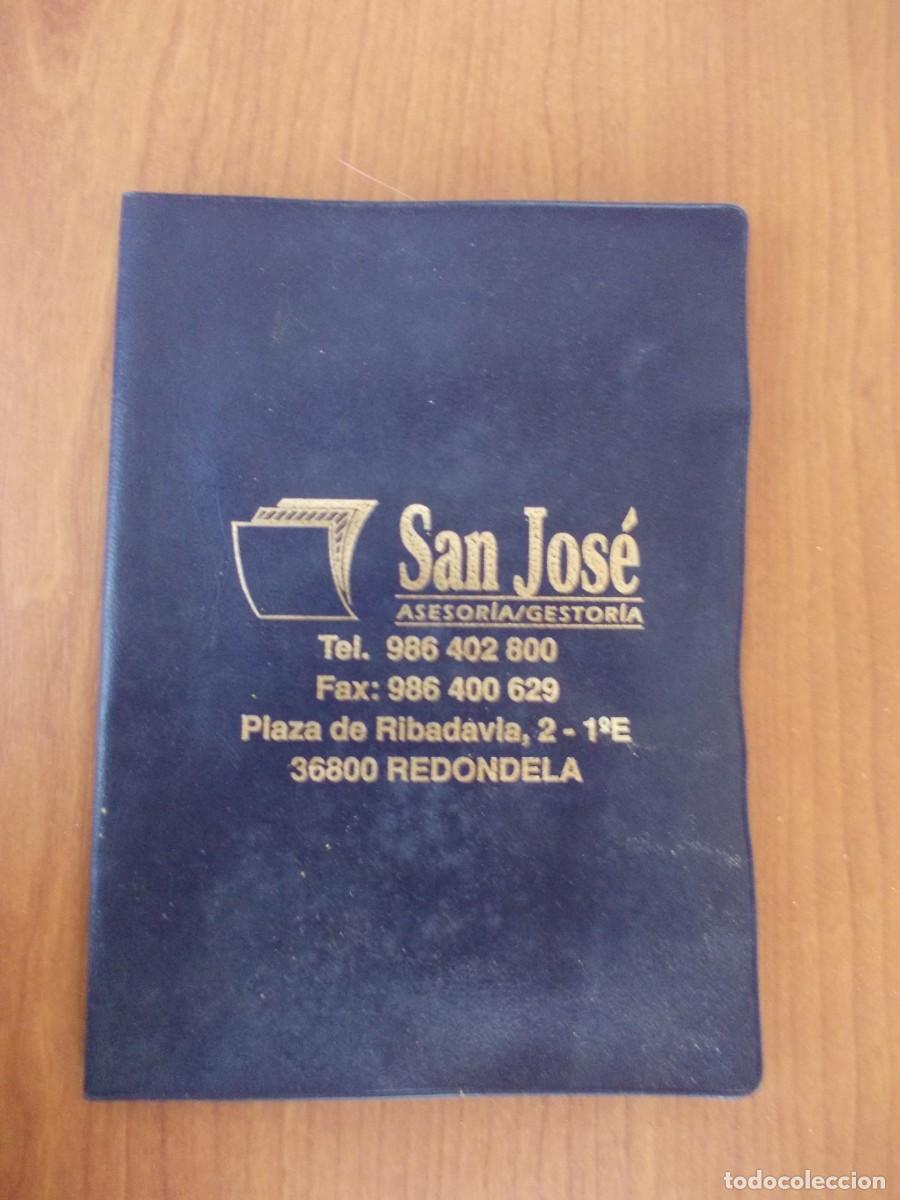 San José
ASESORÍA/GESTORÍA
Tel. 986 402 800
Fax: 986 400 629
Plaza de Ribadavia, 2 - 1ºE
36800 REDONDELA
todocoleccion